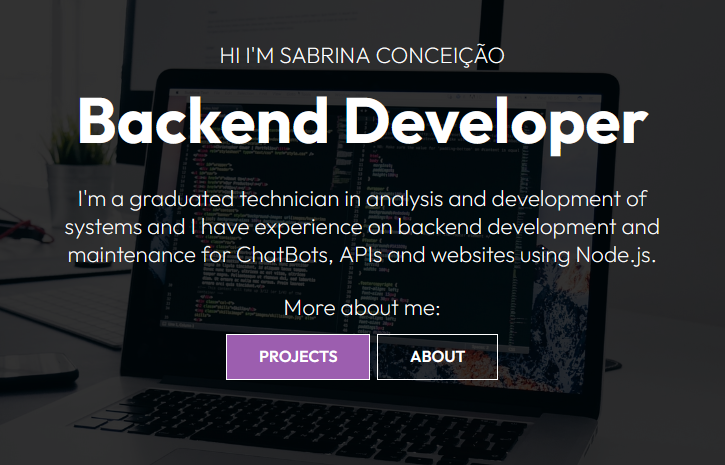 HI I'M SABRINA CONCEIÇÃO
Backend Developer
I'm a graduated technician in analysis and development of
systems and I have experience on backend development and
maintenance for ChatBots, APIs and websites using Node.js.
More about me:
PROJECTS
ABOUT